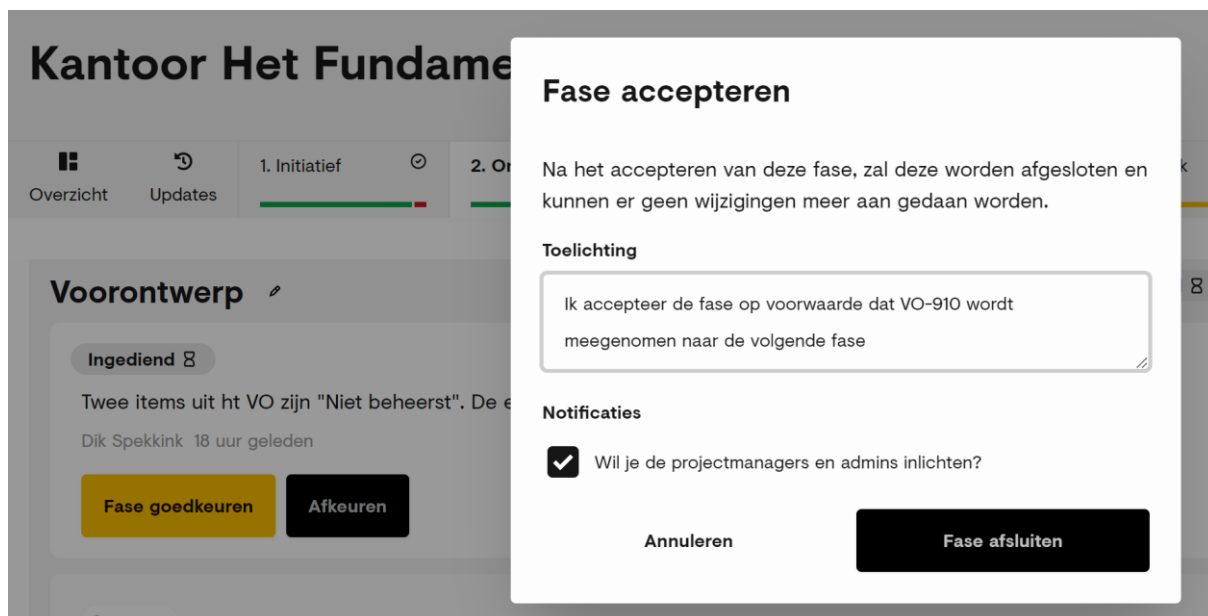 Kantoor Het Fundame
Overzicht
Updates
1. Initiatief
2. On
k
Voorontwerp
Ingediend
Twee items uit ht VO zijn "Niet beheerst". De e
Dik Spekkink 18 uur geleden
Fase goedkeuren
Afkeuren
Fase accepteren
Na het accepteren van deze fase, zal deze worden afgesloten en
kunnen er geen wijzigingen meer aan gedaan worden.
Toelichting
Ik accepteer de fase op voorwaarde dat VO-910 wordt
meegenomen naar de volgende fase
Notificaties
Wil je de projectmanagers en admins inlichten?
Annuleren
Fase afsluiten